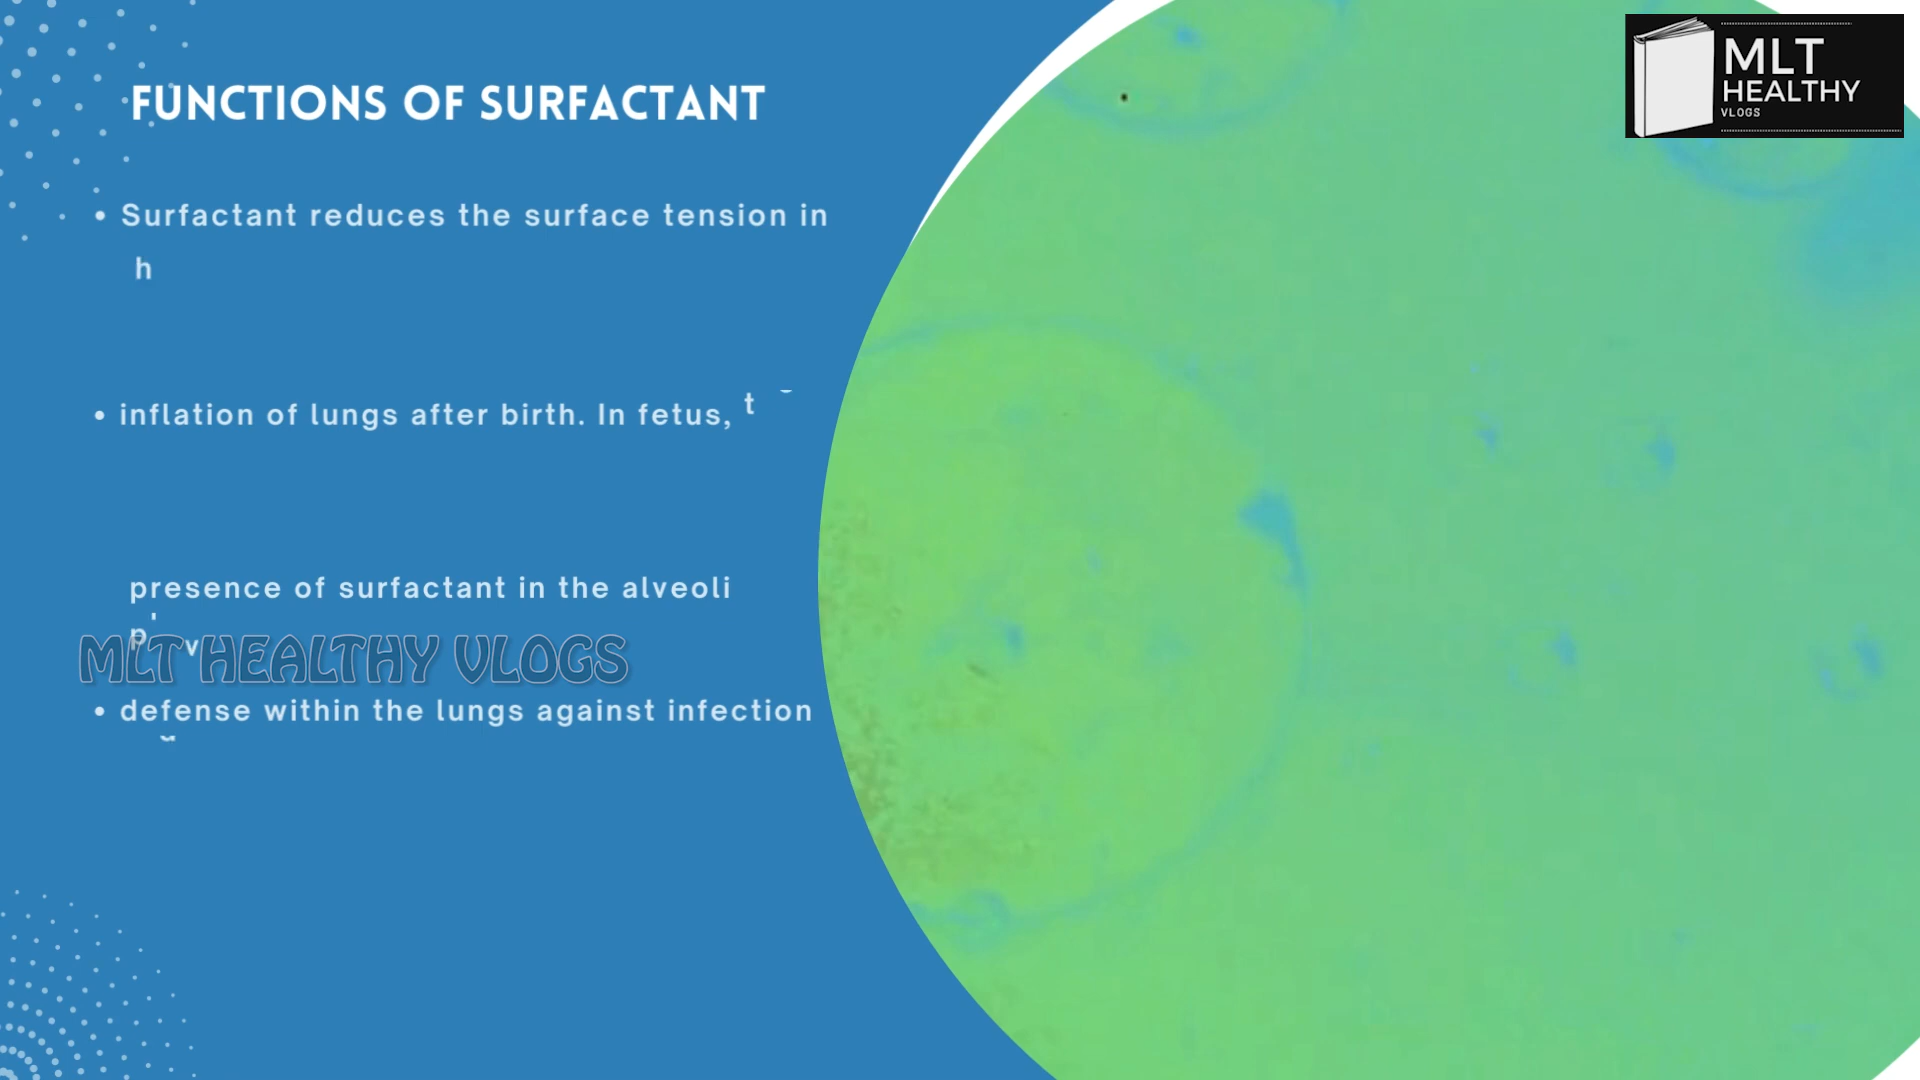 FUNCTIONS OF SURFACTANT
MLT
HEALTHY
VLOGS
• Surfactant reduces the surface tension in
h
• inflation of lungs after birth. In fetus, t
presence of surfactant in the alveoli
p v
MLT HEALTHY VLOGS
• defense within the lungs against infection